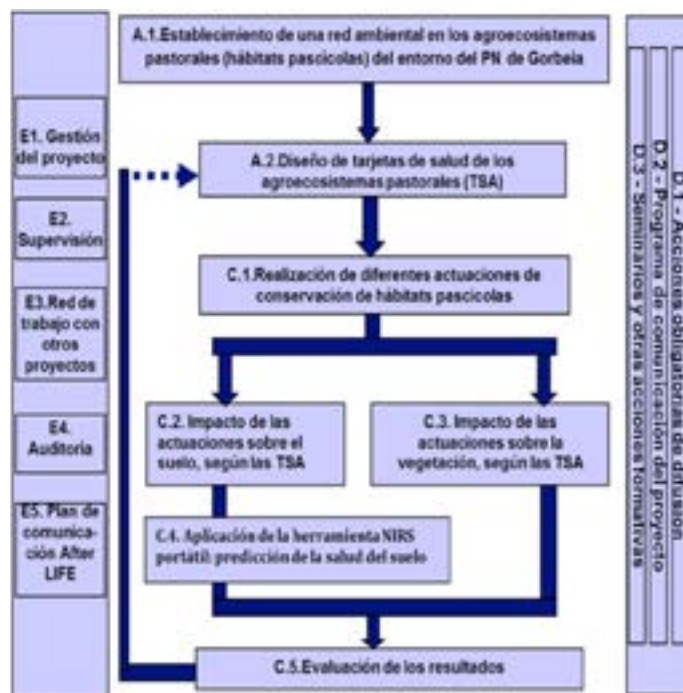 A.1.Establecimiento de una red ambiental en los agroecosistemas
pastorales (hábitats pascicolas) del entorno del PN de Gorbeia
E1. Gestión
del proyecto
E2.
Supervisión
E3.Red de
trabajo con
otros
proyectos
E4.
Auditoria
E5. Plan de
comunica-
ción After
LIFE
A.2.Diseño de tarjetas de salud de los
agroecosistemas pastorales (TSA)
C.1.Realización de diferentes actuaciones de
conservación de hábitats pascicolas
C.2. Impacto de las
actuaciones sobre el
suelo, según las TSA
C.3. Impacto de las
actuaciones sobre la
vegetación, según las TSA
C.4. Aplicación de la herramienta NIRS
portátil: predicción de la salud del suelo
C.5.Evaluación de los resultados
D.1 - Acciones obligatorias de difusión
D.2 - Programa de comunicación del proyecto
D.3 - Seminarios y otras acciones formativas